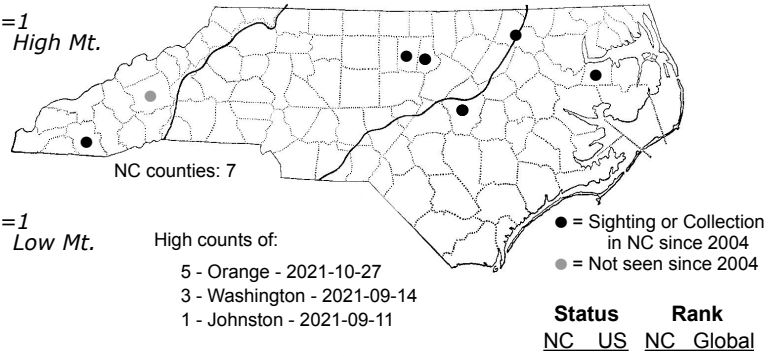 =1
High Mt.
NC counties: 7
=1
Low Mt.
High counts of:
5 - Orange - 2021-10-27
3 - Washington - 2021-09-14
1 - Johnston - 2021-09-11
● = Sighting or Collection
in NC since 2004
● = Not seen since 2004
Status Rank
NC US NC Global